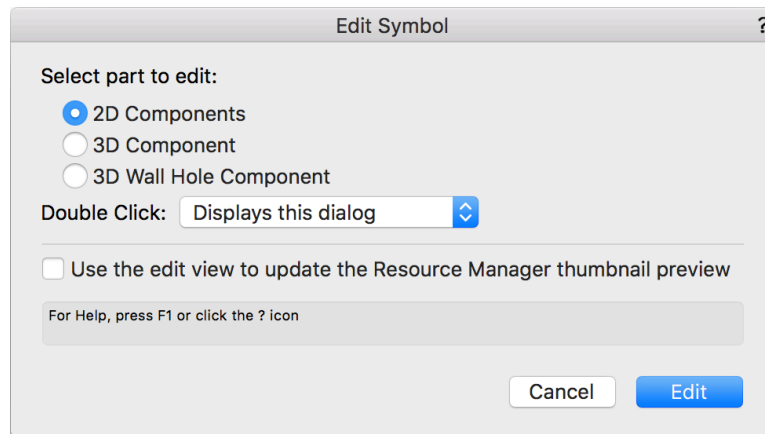 Edit Symbol ?
Select part to edit:
2D Components
3D Component
3D Wall Hole Component
Double Click: Displays this dialog
Use the edit view to update the Resource Manager thumbnail preview
For Help, press F1 or click the ? icon
Cancel Edit